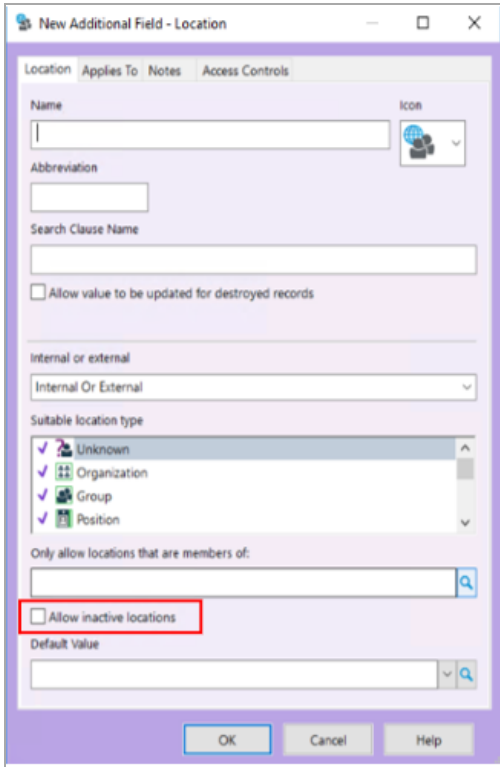 New Additional Field - Location
Location Applies To Notes Access Controls
Name Icon
Abbreviation
Search Clause Name
Allow value to be updated for destroyed records
Internal or external
Internal Or External
Suitable location type
Unknown
Organization
Group
Position
Only allow locations that are members of:
Allow inactive locations
Default Value
OK Cancel Help